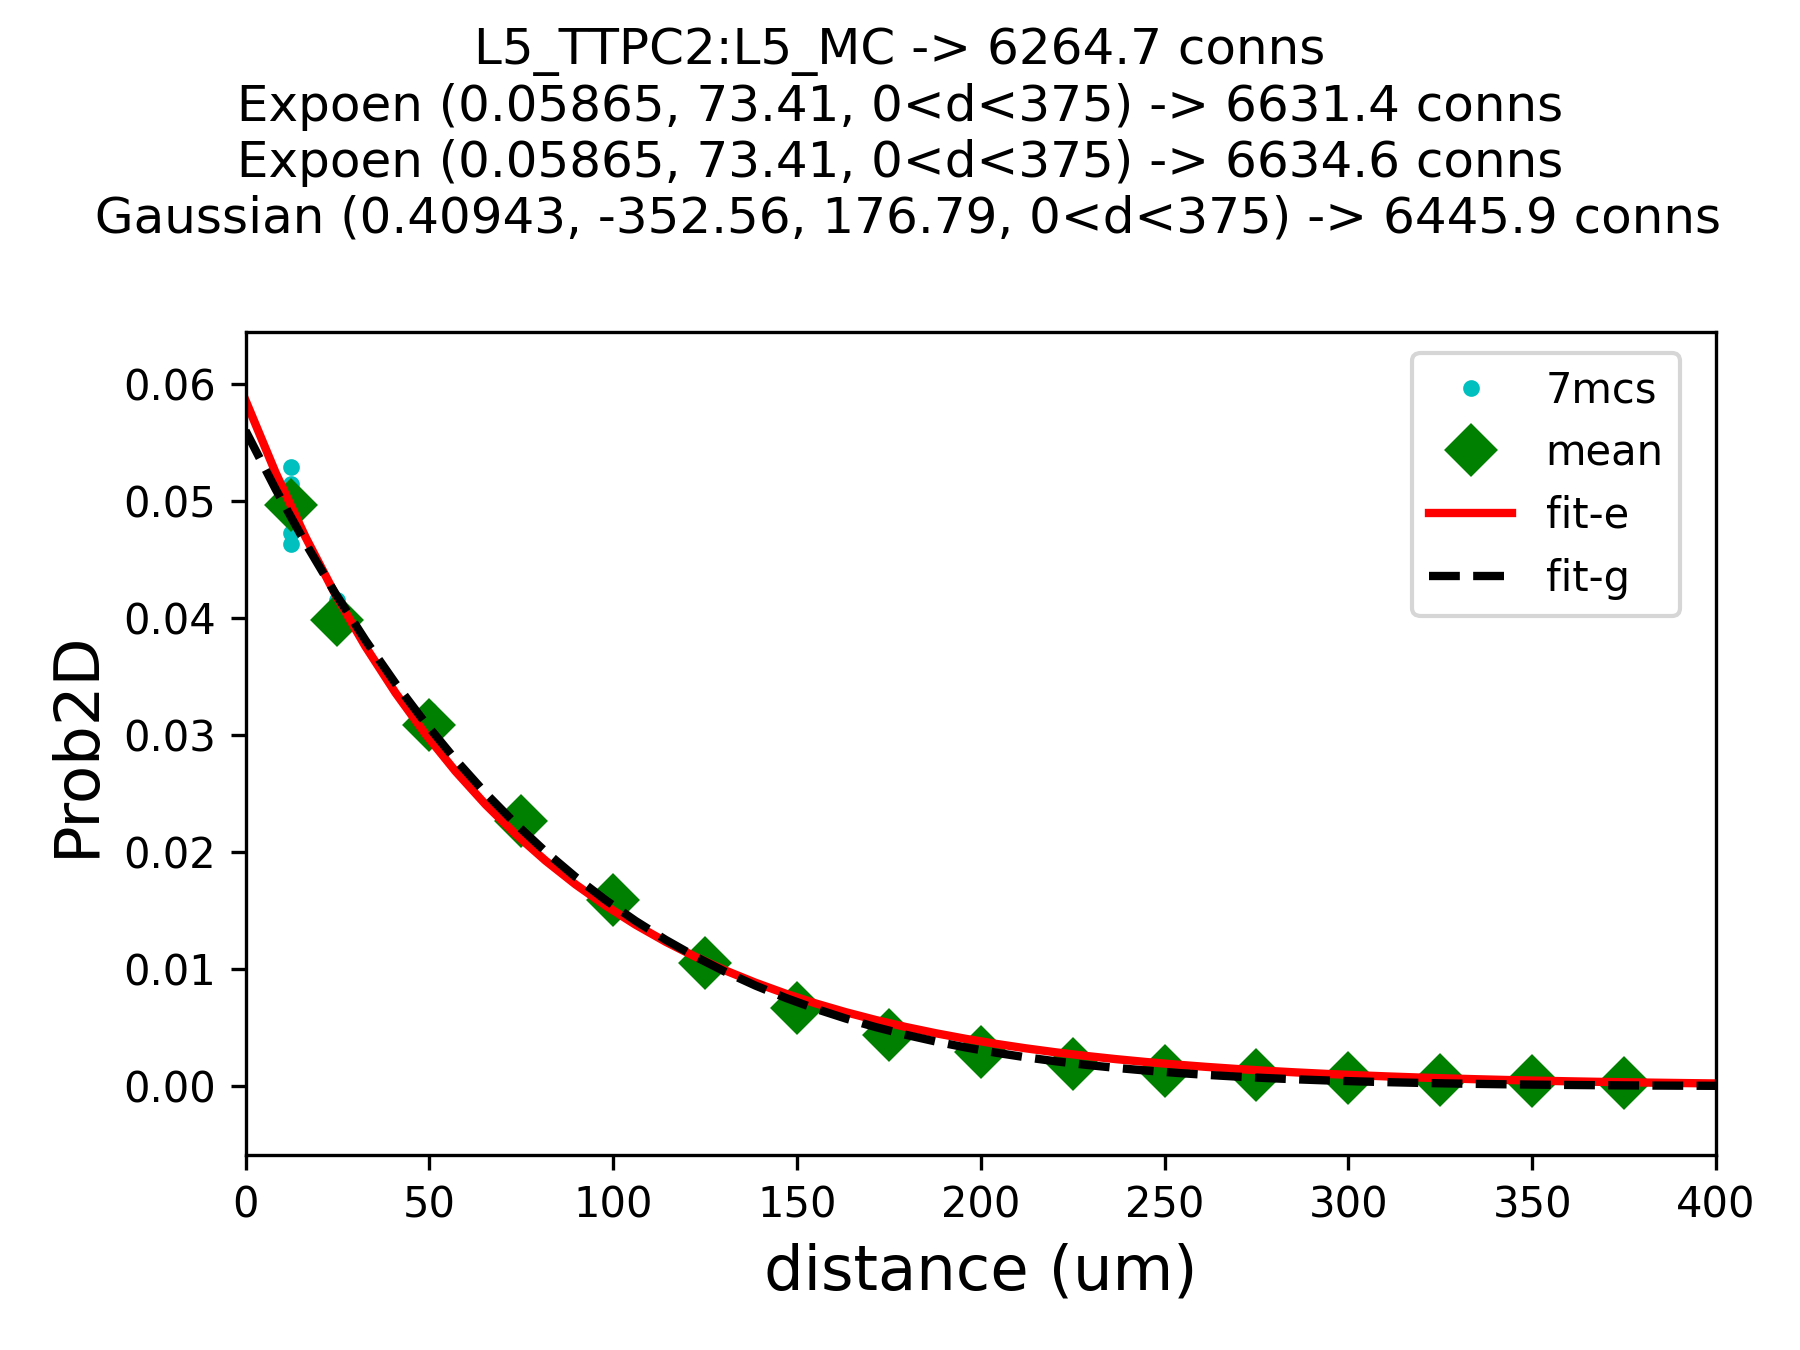 L5_TTPC2:L5_MC -> 6264.7 conns
Expoen (0.05865, 73.41, 0<d<375) -> 6631.4 conns
Expoen (0.05865, 73.41, 0<d<375) -> 6634.6 conns
Gaussian (0.40943, -352.56, 176.79, 0<d<375) -> 6445.9 conns
7mcs
mean
fit-e
fit-g
Prob2D
0.06
0.05
0.04
0.03
0.02
0.01
0.00
0 50 100 150 200 250 300 350 400
distance (um)